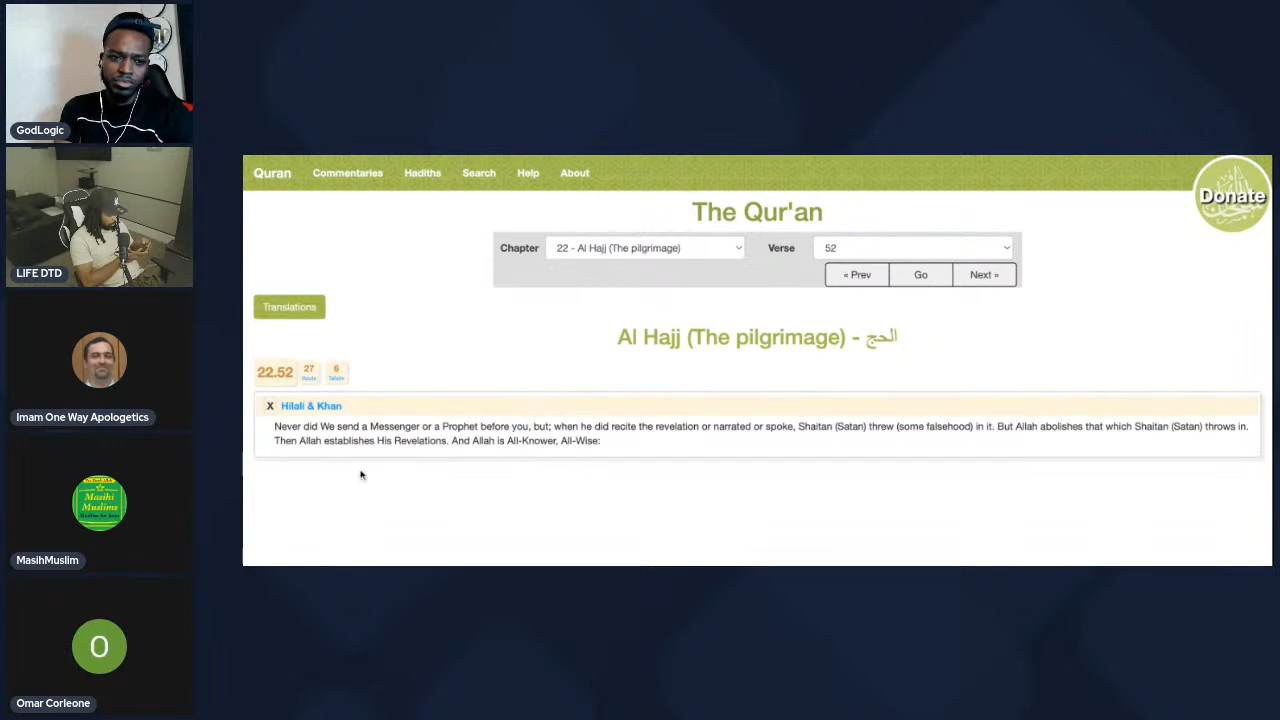 GodLogic
LIFE DTD
Imam One Way Apologetics
Masihi
Muslims
MasihMuslim
O
Omar Corleone
Quran Commentaries Hadiths Search Help About
Donate
The Qur'an
Chapter 22 - Al Hajj (The pilgrimage) Verse 52
« Prev Go Next »
Translations
Al Hajj (The pilgrimage) - الحج
22.52 27 6
X Hilali & Khan
Never did We send a Messenger or a Prophet before you, but; when he did recite the revelation or narrated or spoke, Shaitan (Satan) threw (some falsehood) in it. But Allah abolishes that which Shaitan (Satan) throws in.
Then Allah establishes His Revelations. And Allah is All-Knower, All-Wise: